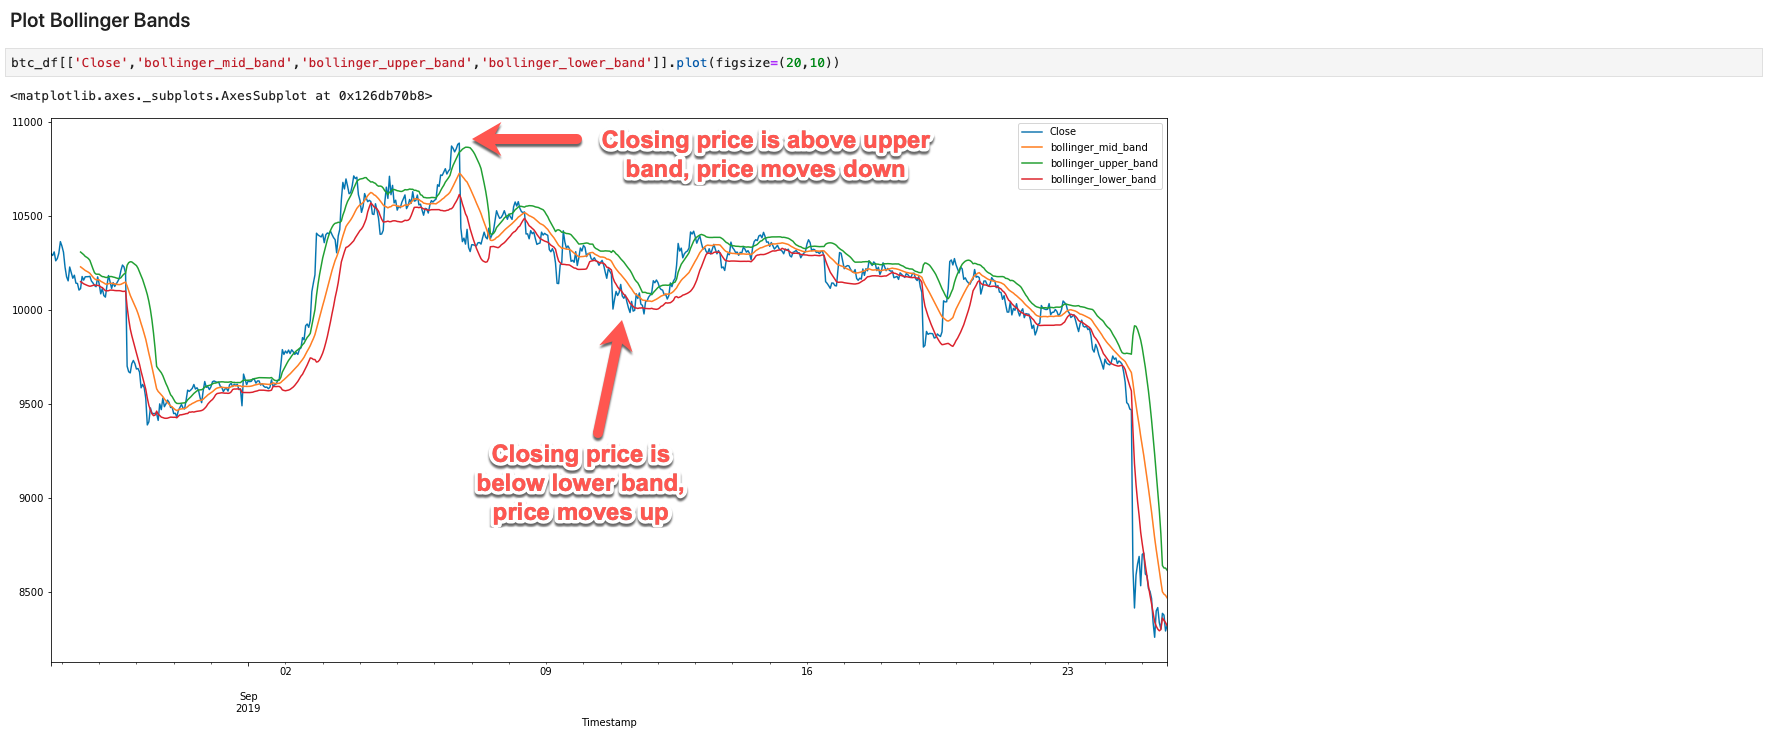 Plot Bollinger Bands
btc_df[['Close','bollinger_mid_band','bollinger_upper_band','bollinger_lower_band']].plot(figsize=(20,10))
<matplotlib.axes._subplots.AxesSubplot at 0x126db70b8>
11000
10500
10000
9500
9000
8500
Closing price is above upper
band, price moves down
Close
bollinger_mid_band
bollinger_upper_band
bollinger_lower_band
Closing price is
below lower band,
price moves up
02
09
16
23
Sep
2019
Timestamp